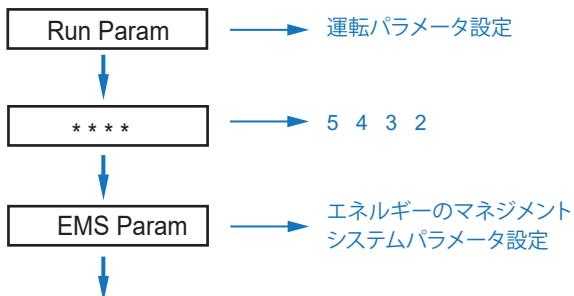 Run Param
運転パラメータ設定
* * * *
5 4 3 2
EMS Param
エネルギーのマネジメント
システムパラメータ設定